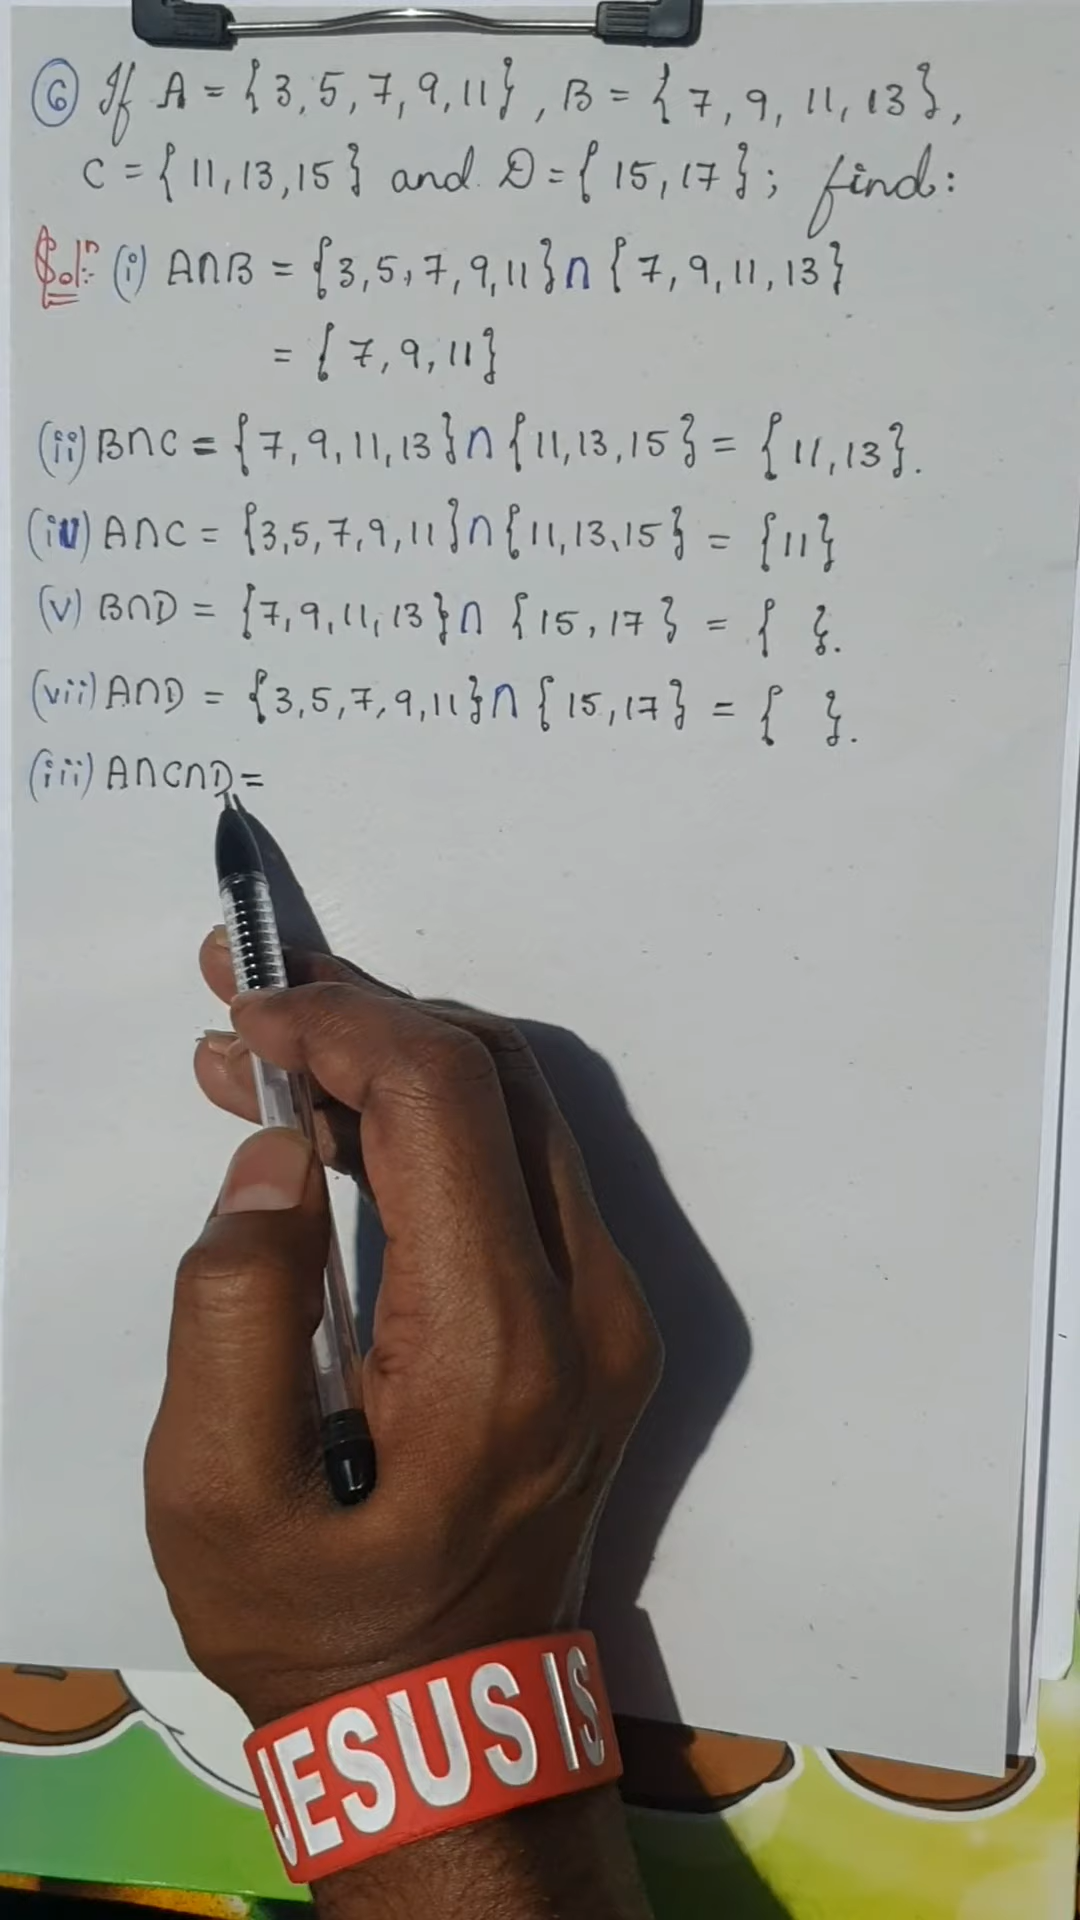 6 If A = {3, 5, 7, 9, 11}, B = {7, 9, 11, 13},
C = {11, 13, 15} and D = {15, 17}; find:
Solⁿ:- (i) A∩B = {3, 5, 7, 9, 11} ∩ {7, 9, 11, 13}
= {7, 9, 11}
(ii) B∩C = {7, 9, 11, 13} ∩ {11, 13, 15} = {11, 13}.
(iv) A∩C = {3, 5, 7, 9, 11} ∩ {11, 13, 15} = {11}
(v) B∩D = {7, 9, 11, 13} ∩ {15, 17} = { }.
(vii) A∩D = {3, 5, 7, 9, 11} ∩ {15, 17} = { }.
(iii) A∩C∩D =
JESUS IS